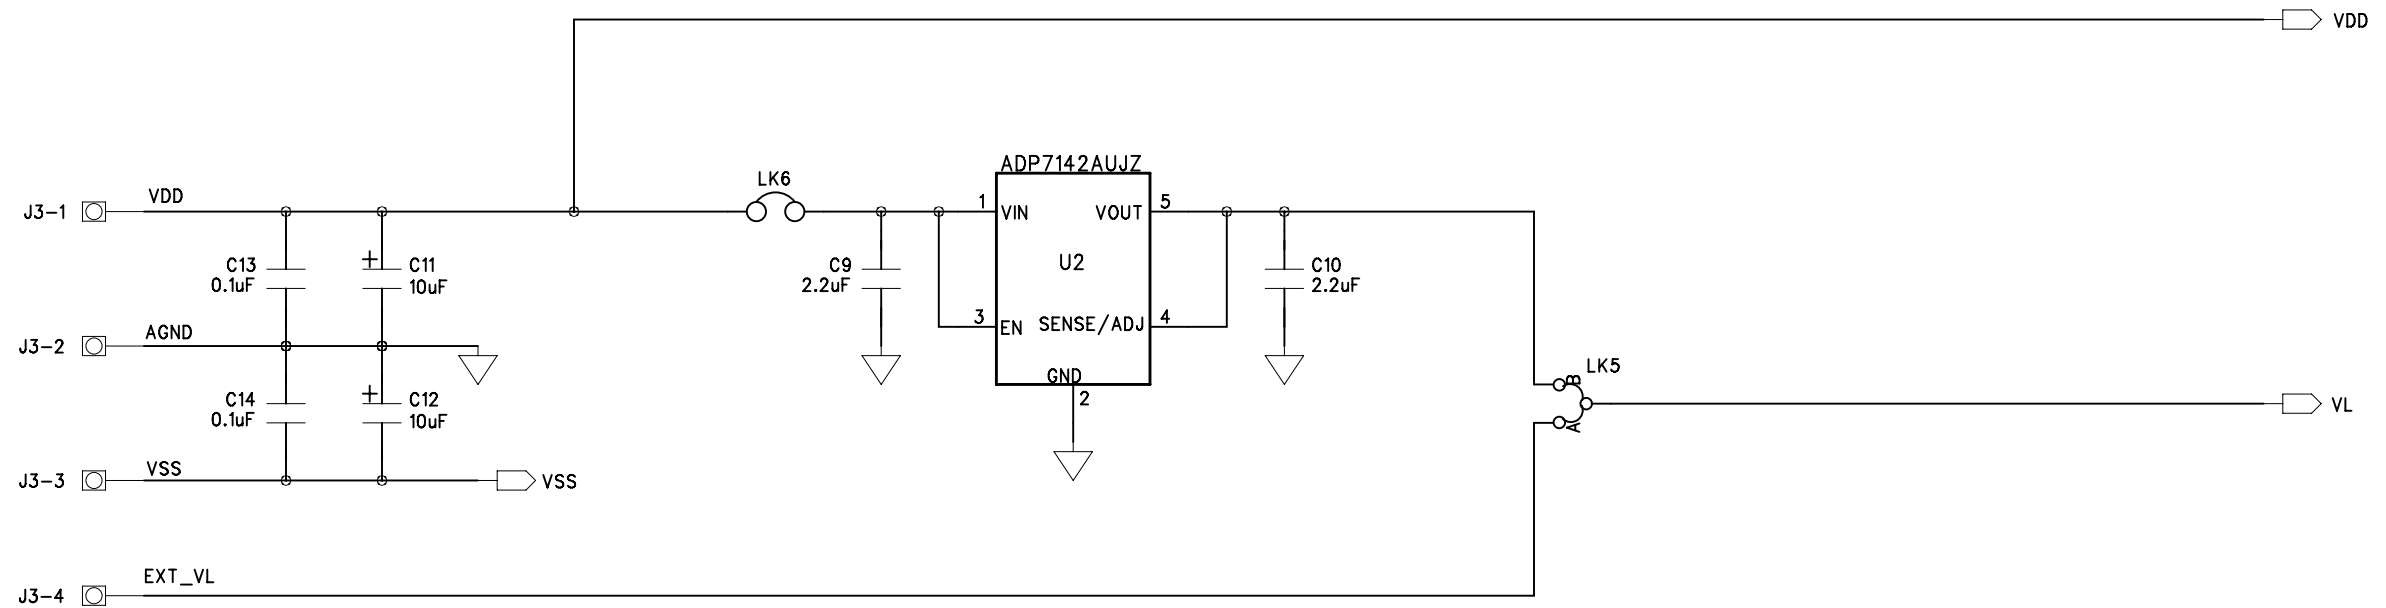 VDD
ADP7142AUJZ
LK6
J3-1
VDD
1
VIN
VOUT
5
U2
C13
0.1uF
C11
10uF
C9
2.2uF
C10
2.2uF
3
EN
SENSE/ADJ
4
J3-2
AGND
GND
2
LK5
B
A
VL
C14
0.1uF
C12
10uF
J3-3
VSS
VSS
J3-4
EXT_VL